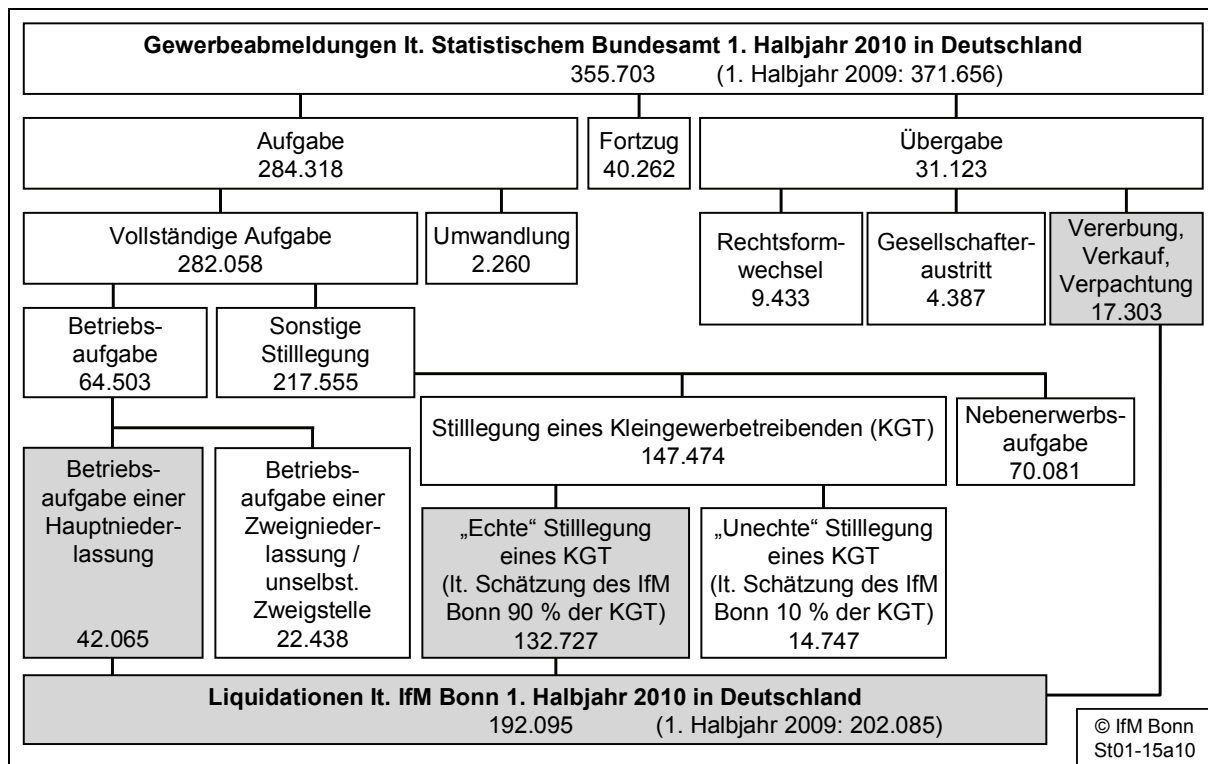 Gewerbeabmeldungen lt. Statistischem Bundesamt 1. Halbjahr 2010 in Deutschland
355.703 (1. Halbjahr 2009: 371.656)
Aufgabe
284.318
Fortzug
40.262
Übergabe
31.123
Vollständige Aufgabe
282.058
Umwandlung
2.260
Rechtsform-
wechsel
9.433
Gesellschafter-
austritt
4.387
Vererbung,
Verkauf,
Verpachtung
17.303
Betriebs-
aufgabe
64.503
Sonstige
Stilllegung
217.555
Stilllegung eines Kleingewerbetreibenden (KGT)
147.474
Nebenerwerbs-
aufgabe
70.081
Betriebs-
aufgabe einer
Hauptnieder-
lassung
42.065
Betriebs-
aufgabe einer
Zweignieder-
lassung /
unselbst.
Zweigstelle
22.438
„Echte“ Stilllegung
eines KGT
(lt. Schätzung des IfM
Bonn 90 % der KGT)
132.727
„Unechte“ Stilllegung
eines KGT
(lt. Schätzung des IfM
Bonn 10 % der KGT)
14.747
Liquidationen lt. IfM Bonn 1. Halbjahr 2010 in Deutschland
192.095 (1. Halbjahr 2009: 202.085)
© IfM Bonn
St01-15a10